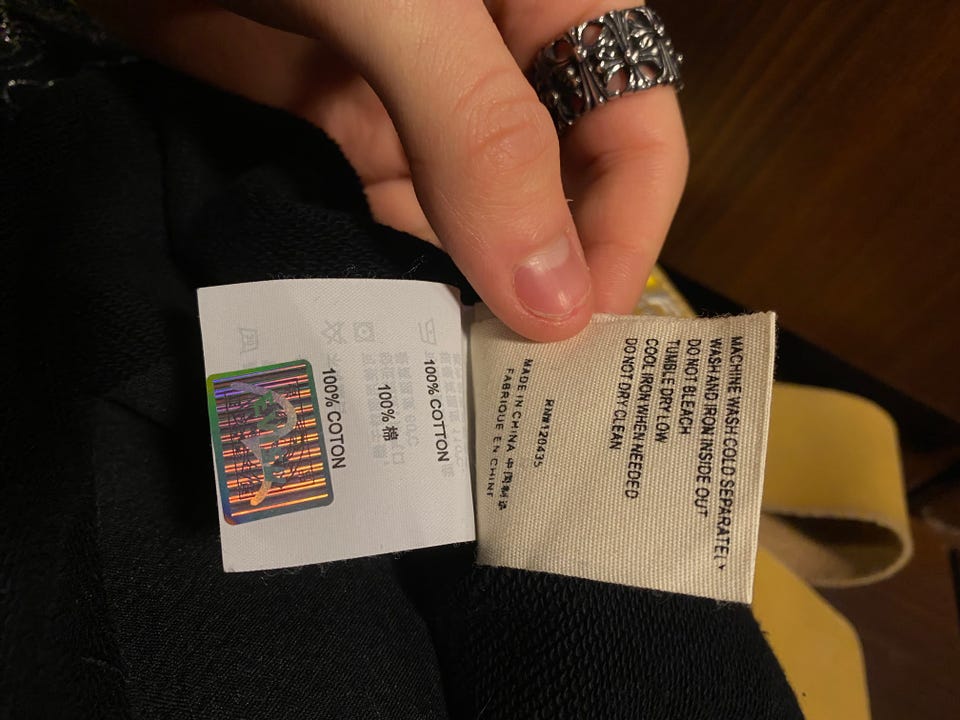 100% COTTON
100% 棉
100% COTON
MACHINE WASH COLD SEPARATELY
WASH AND IRON INSIDE OUT
DO NOT BLEACH
TUMBLE DRY LOW
COOL IRON WHEN NEEDED
DO NOT DRY CLEAN
RN# 120435
MADE IN CHINA 中国制造
FABRIQUE EN CHINE